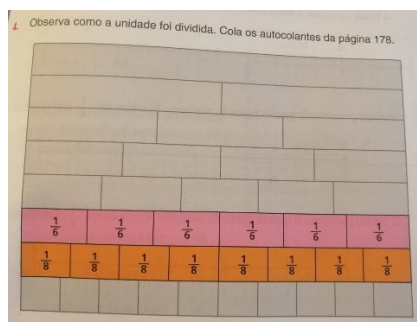 1 Observa como a unidade foi dividida. Cola os autocolantes da página 178.
1/6 1/6 1/6 1/6 1/6 1/6
1/8 1/8 1/8 1/8 1/8 1/8 1/8 1/8